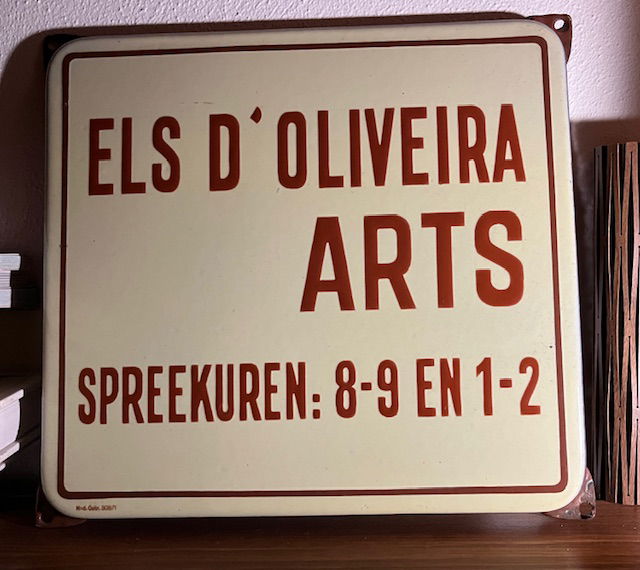 ELS D'OLIVEIRA
ARTS
SPREEKUREN: 8-9 EN 1-2